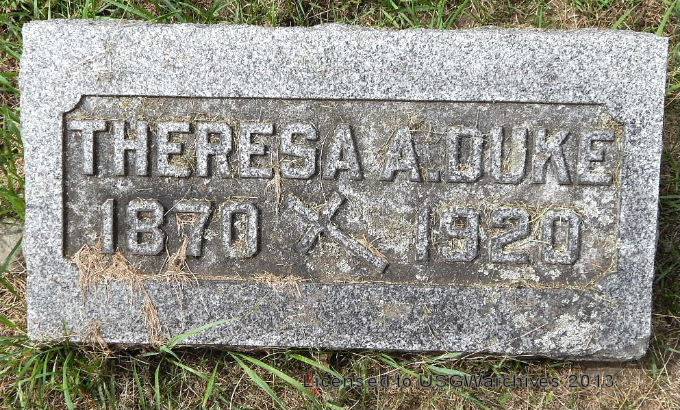 THERESA A. DUKE
1870 1920
Licensed to USGWarchives 2013